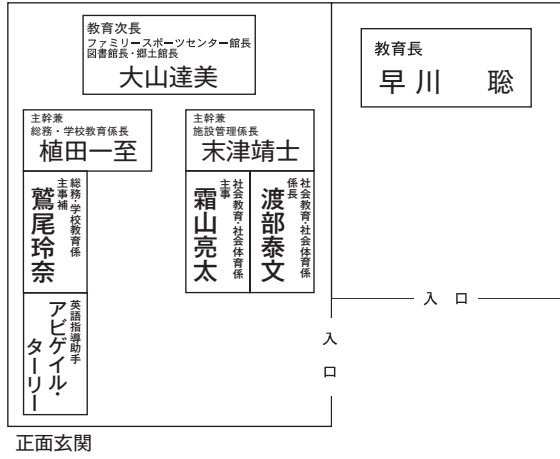 教育次長
ファミリースポーツセンター館長
図書館長・郷土館長
大山達美
教育長
早川　聡
主幹兼
総務・学校教育係長
植田一至
主幹兼
施設管理係長
末津靖士
総務・学校教育係
主事補
鷲尾玲奈
社会教育・社会体育係
主事
霜山亮太
社会教育・社会体育係
係長
渡部泰文
英語指導助手
アビゲイル・
ターリー
入　口
入口
正面玄関